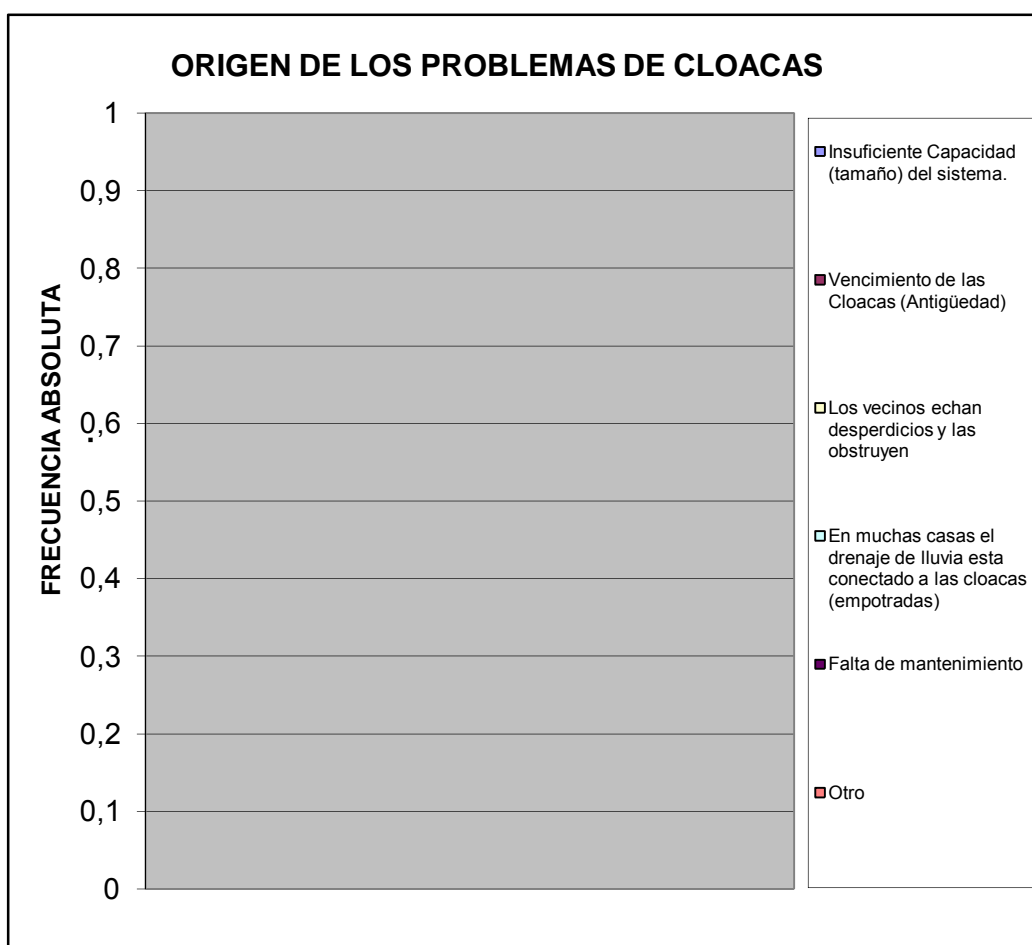 ORIGEN DE LOS PROBLEMAS DE CLOACAS
FRECUENCIA ABSOLUTA
.
1
0,9
0,8
0,7
0,6
0,5
0,4
0,3
0,2
0,1
0
Insuficiente Capacidad
(tamaño) del sistema.
Vencimiento de las
Cloacas (Antigüedad)
Los vecinos echan
desperdicios y las
obstruyen
En muchas casas el
drenaje de lluvia esta
conectado a las cloacas
(empotradas)
Falta de mantenimiento
Otro